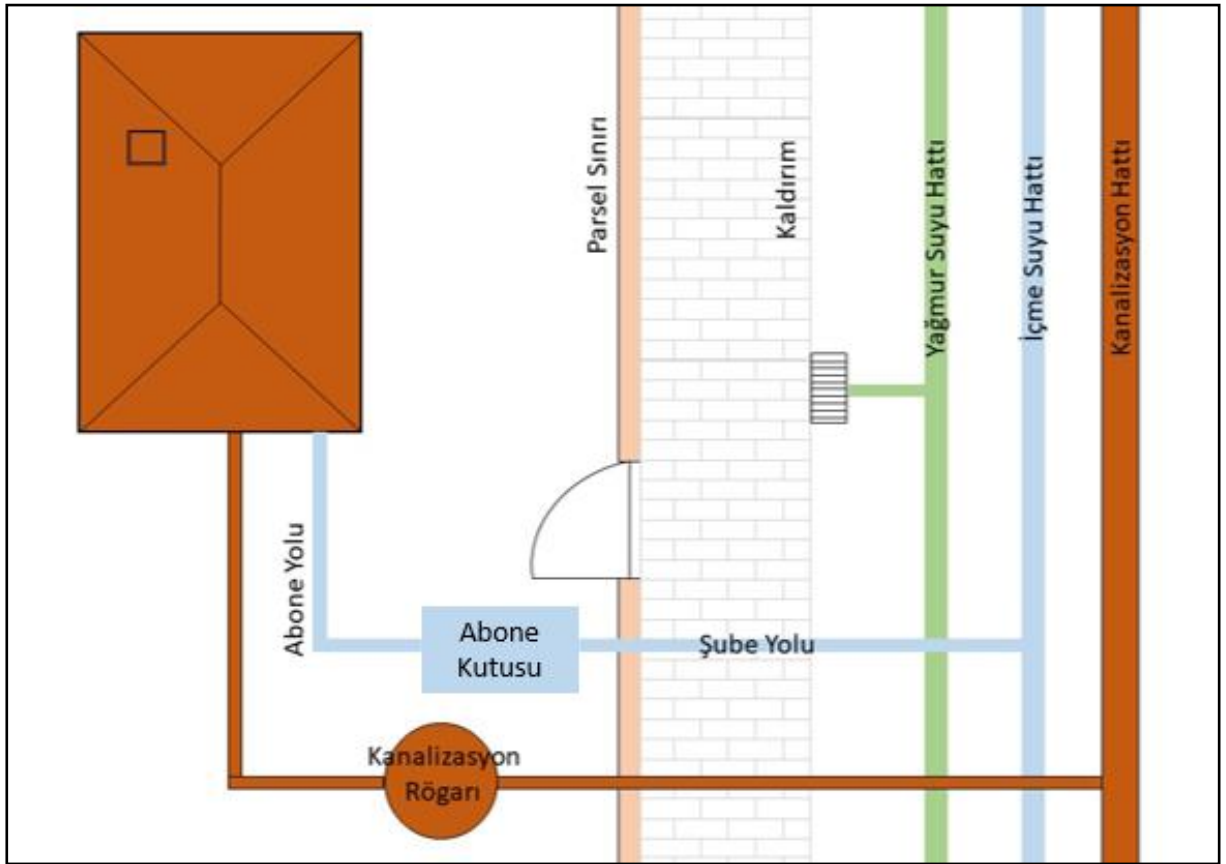 Parsel Sınırı
Kaldırım
Yağmur Suyu Hattı
İçme Suyu Hattı
Kanalizasyon Hattı
Abone Yolu
Abone
Kutusu
Şube Yolu
Kanalizasyon
Rögarı